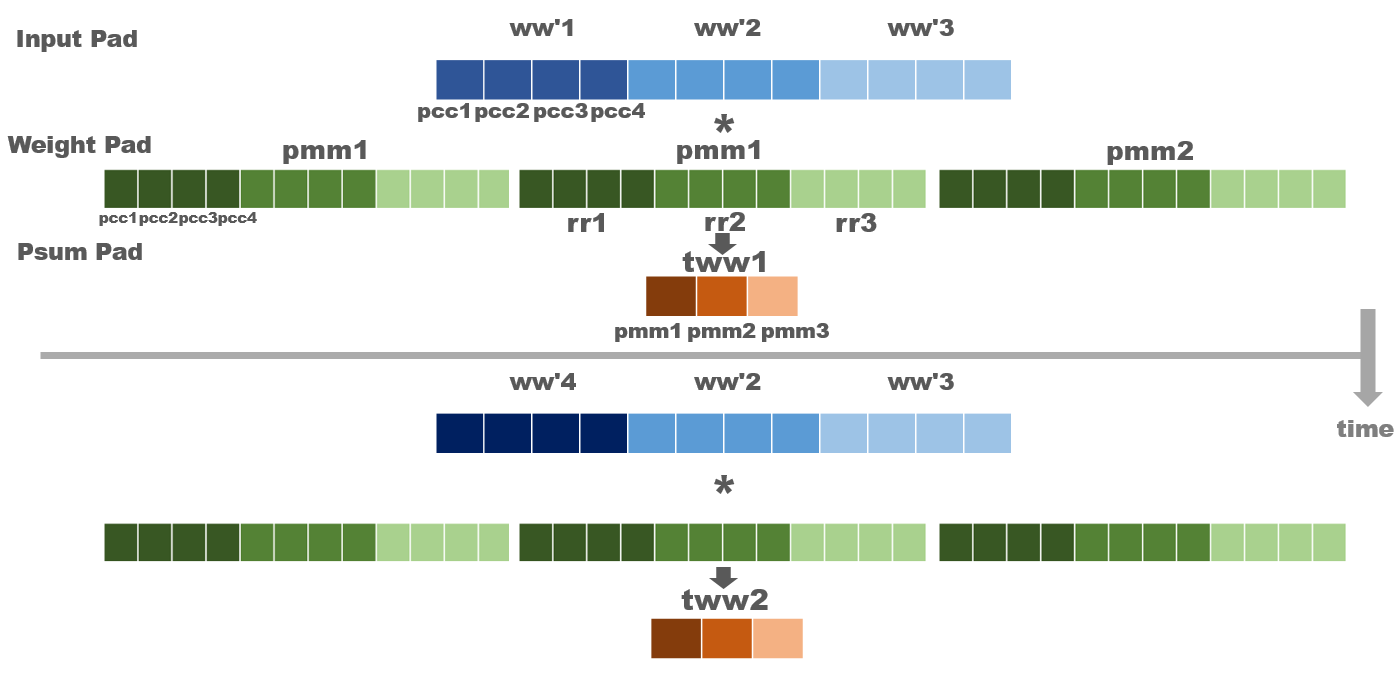 Input Pad
ww'1 ww'2 ww'3
pcc1 pcc2 pcc3 pcc4
*
Weight Pad
pmm1 pmm1 pmm2
pcc1 pcc2 pcc3 pcc4
rr1 rr2 rr3
Psum Pad
tww1
pmm1 pmm2 pmm3
ww'4 ww'2 ww'3
time
*
tww2